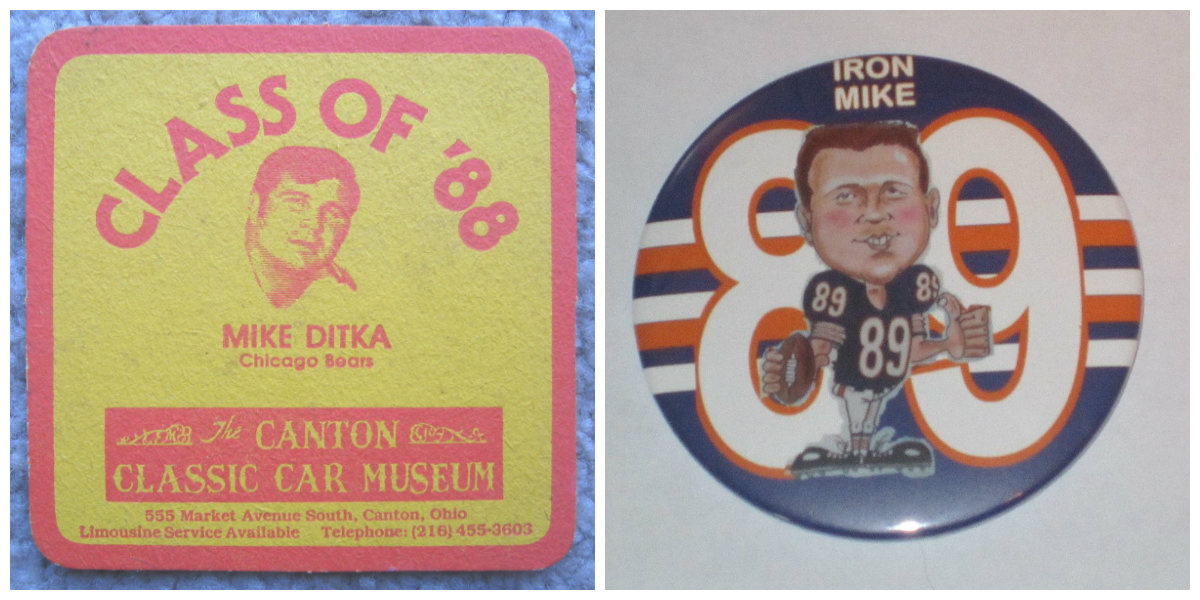 CLASS OF '88
MIKE DITKA
Chicago Bears
The CANTON
CLASSIC CAR MUSEUM
555 Market Avenue South, Canton, Ohio
Limousine Service Available Telephone: (216) 455-3603
IRON
MIKE
89
89
89
89